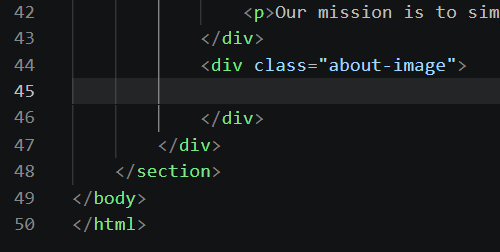 42 <p>Our mission is to sim
43 </div>
44 <div class="about-image">
45
46 </div>
47 </div>
48 </section>
49 </body>
50 </html>